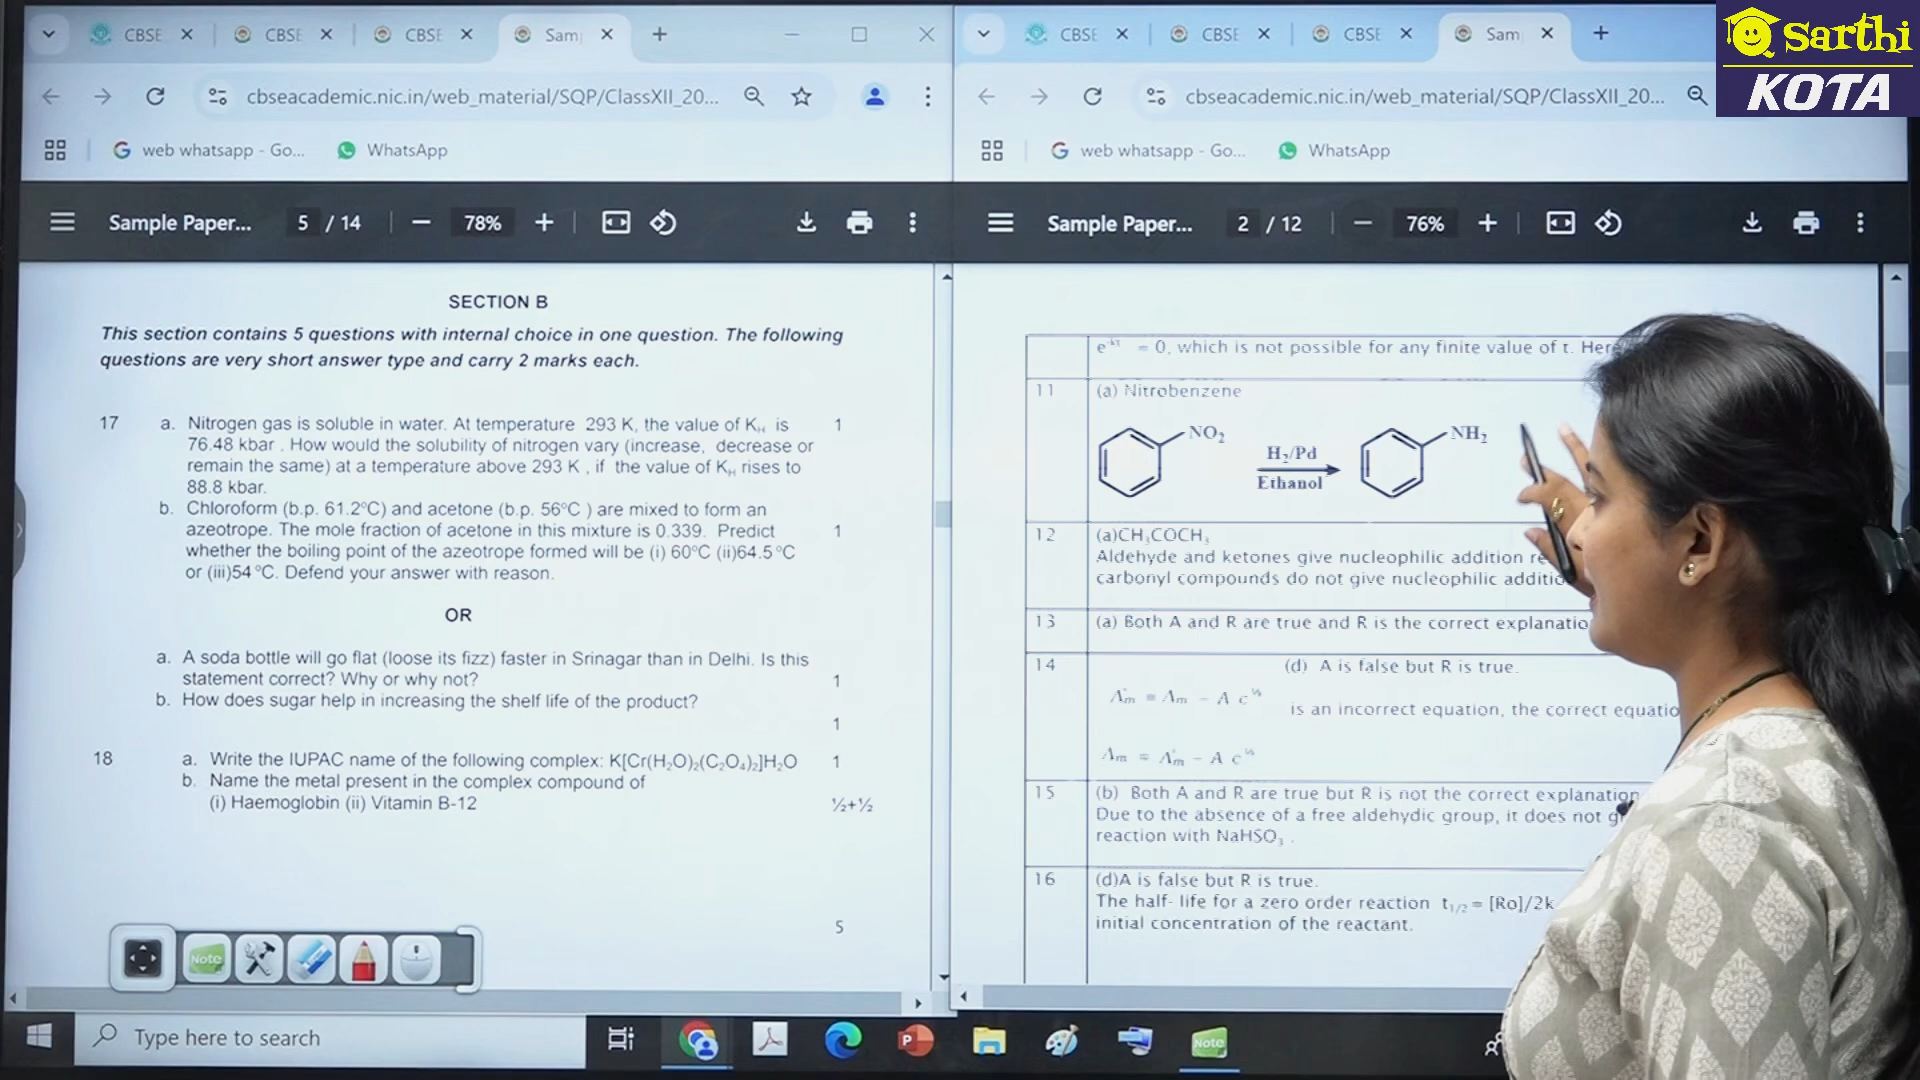 CBSE
CBSE
CBSE
Sam
cbseacademic.nic.in/web_material/SQP/ClassXII_20...
web whatsapp - Go...
WhatsApp
Sample Paper...
5 / 14
78%
SECTION B
This section contains 5 questions with internal choice in one question. The following
questions are very short answer type and carry 2 marks each.
17 a. Nitrogen gas is soluble in water. At temperature 293 K, the value of K_H is 1
76.48 kbar . How would the solubility of nitrogen vary (increase, decrease or
remain the same) at a temperature above 293 K , if the value of K_H rises to
88.8 kbar.
b. Chloroform (b.p. 61.2°C) and acetone (b.p. 56°C ) are mixed to form an
azeotrope. The mole fraction of acetone in this mixture is 0.339. Predict 1
whether the boiling point of the azeotrope formed will be (i) 60°C (ii)64.5°C
or (iii)54°C. Defend your answer with reason.
OR
a. A soda bottle will go flat (loose its fizz) faster in Srinagar than in Delhi. Is this
statement correct? Why or why not? 1
b. How does sugar help in increasing the shelf life of the product?
1
18 a. Write the IUPAC name of the following complex: K[Cr(H₂O)₂(C₂O₄)₂]H₂O 1
b. Name the metal present in the complex compound of
(i) Haemoglobin (ii) Vitamin B-12 ½+½
5
Note
Type here to search
CBSE
CBSE
CBSE
Sam
cbseacademic.nic.in/web_material/SQP/ClassXII_20...
web whatsapp - Go...
WhatsApp
Sample Paper...
2 / 12
76%
e⁻ᵏᵗ = 0, which is not possible for any finite value of t.
11 (a) Nitrobenzene
NO₂
H₂/Pd
Ethanol
NH₂
12 (a)CH₃COCH₃
Aldehyde and ketones give nucleophilic addition
carbonyl compounds do not give nucleophilic
13 (a) Both A and R are true and R is the correct
14 (d) A is false but R is true.
Λ°m = Λm - A c^½
is an incorrect equation, the correct
Λm = Λ°m - A c^½
15 (b) Both A and R are true but R is not the correct explanation
Due to the absence of a free aldehydic group, it does not
reaction with NaHSO₃ .
16 (d)A is false but R is true.
The half- life for a zero order reaction t₁/₂ = [Ro]/2k
initial concentration of the reactant.
Note
Sarthi
KOTA